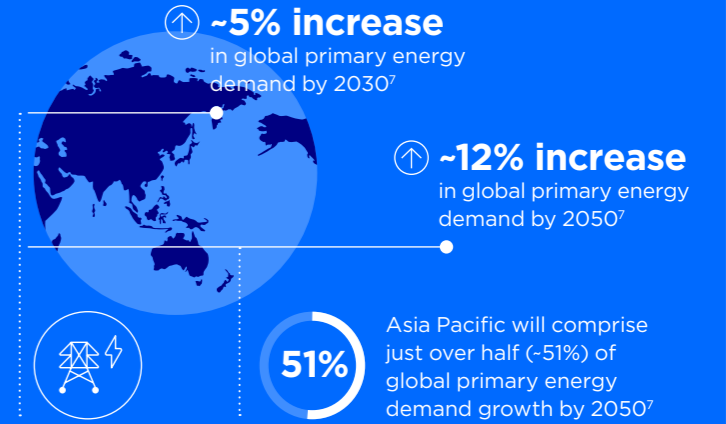 ~5% increase
in global primary energy
demand by 2030⁷
~12% increase
in global primary energy
demand by 2050⁷
51%
Asia Pacific will comprise
just over half (~51%) of
global primary energy
demand growth by 2050⁷